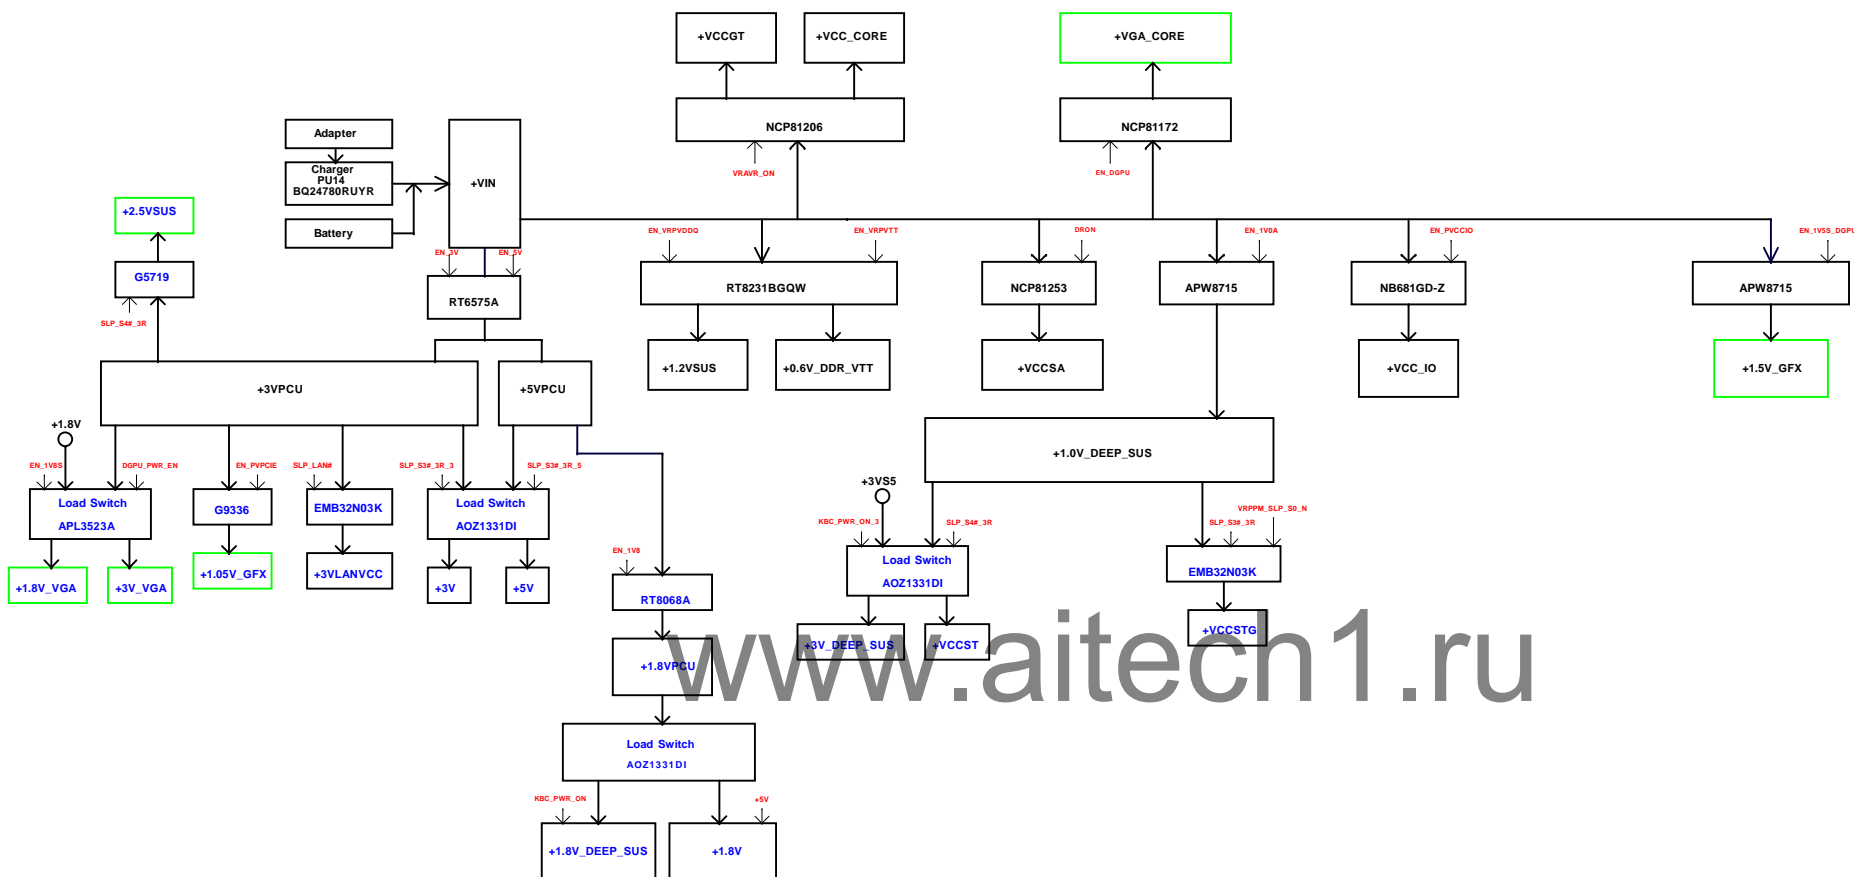 +VCCGT
+VCC_CORE
+VGA_CORE
NCP81206
NCP81172
VRAVR_ON
EN_DGPU
Adapter
Charger
PU14
BQ24780RUYR
Battery
+VIN
+2.5VSUS
G5719
SLP_S4#_3R
EN_3V
EN_5V
RT6575A
EN_VRPVDDQ
EN_VRPVTT
RT8231BGQW
+1.2VSUS
+0.6V_DDR_VTT
DRON
NCP81253
+VCCSA
EN_1V0A
APW8715
EN_PVCCIO
NB681GD-Z
+VCC_IO
EN_1V5S_DGPU
APW8715
+1.5V_GFX
+3VPCU
+5VPCU
+1.8V
EN_1V8S
DGPU_PWR_EN
Load Switch
APL3523A
+1.8V_VGA
+3V_VGA
EN_PVPCIE
G9336
+1.05V_GFX
SLP_LAN#
EMB32N03K
+3VLANVCC
SLP_S3#_3R_3
SLP_S3#_3R_5
Load Switch
AOZ1331DI
+3V
+5V
EN_1V8
RT8068A
+1.8VPCU
Load Switch
AOZ1331DI
KBC_PWR_ON
+5V
+1.8V_DEEP_SUS
+1.8V
+1.0V_DEEP_SUS
+3VS5
KBC_PWR_ON_3
SLP_S4#_3R
Load Switch
AOZ1331DI
+3V_DEEP_SUS
+VCCST
VRPPM_SLP_S0_N
SLP_S3#_3R
EMB32N03K
+VCCSTG
www.aitech1.ru